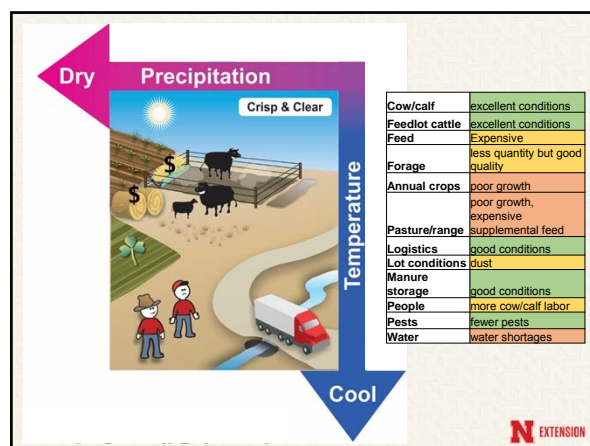 Dry
Precipitation
Crisp & Clear
$
$
Temperature
Cool
Cow/calf excellent conditions
Feedlot cattle excellent conditions
Feed Expensive
less quantity but good
Forage quality
Annual crops poor growth
poor growth,
expensive
Pasture/range supplemental feed
Logistics good conditions
Lot conditions dust
Manure
storage good conditions
People more cow/calf labor
Pests fewer pests
Water water shortages
N EXTENSION